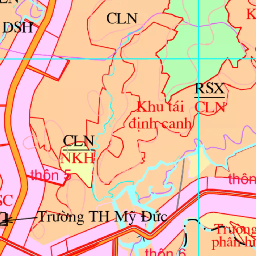 CLN
DSH
RSX
Khu tái
CLN
định canh
CLN
NKH
thôn 5
thôn
SC
Trường TH Mỹ Đức
Trường
phân h
thôn 6